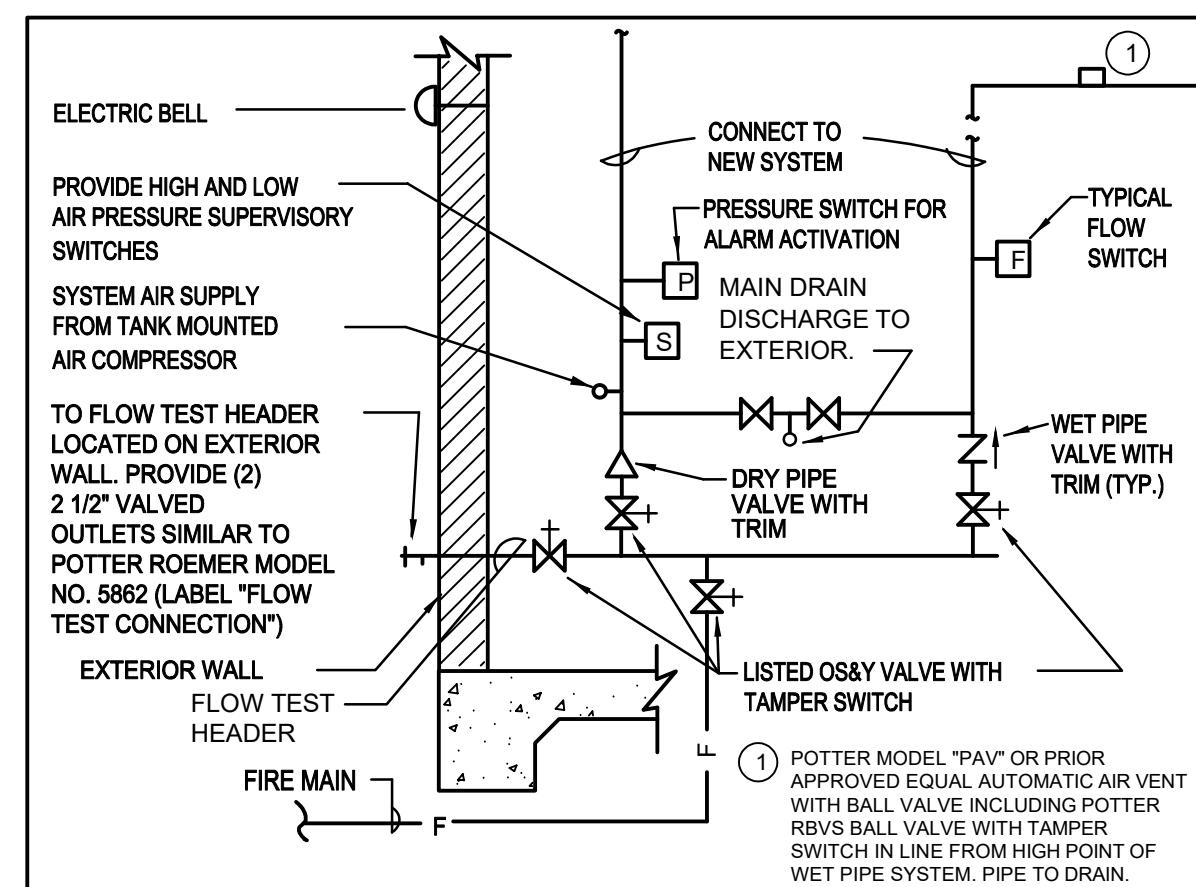 1
ELECTRIC BELL
CONNECT TO
NEW SYSTEM
PROVIDE HIGH AND LOW
AIR PRESSURE SUPERVISORY
SWITCHES
PRESSURE SWITCH FOR
ALARM ACTIVATION
TYPICAL
FLOW
SWITCH
F
P
S
SYSTEM AIR SUPPLY
FROM TANK MOUNTED
AIR COMPRESSOR
MAIN DRAIN
DISCHARGE TO
EXTERIOR.
TO FLOW TEST HEADER
LOCATED ON EXTERIOR
WALL. PROVIDE (2)
2 1/2" VALVED
OUTLETS SIMILAR TO
POTTER ROEMER MODEL
NO. 5862 (LABEL "FLOW
TEST CONNECTION")
DRY PIPE
VALVE WITH
TRIM
WET PIPE
VALVE WITH
TRIM (TYP.)
EXTERIOR WALL
FLOW TEST
HEADER
LISTED OS&Y VALVE WITH
TAMPER SWITCH
F
FIRE MAIN
F
1 POTTER MODEL "PAV" OR PRIOR
APPROVED EQUAL AUTOMATIC AIR VENT
WITH BALL VALVE INCLUDING POTTER
RBVS BALL VALVE WITH TAMPER
SWITCH IN LINE FROM HIGH POINT OF
WET PIPE SYSTEM. PIPE TO DRAIN.